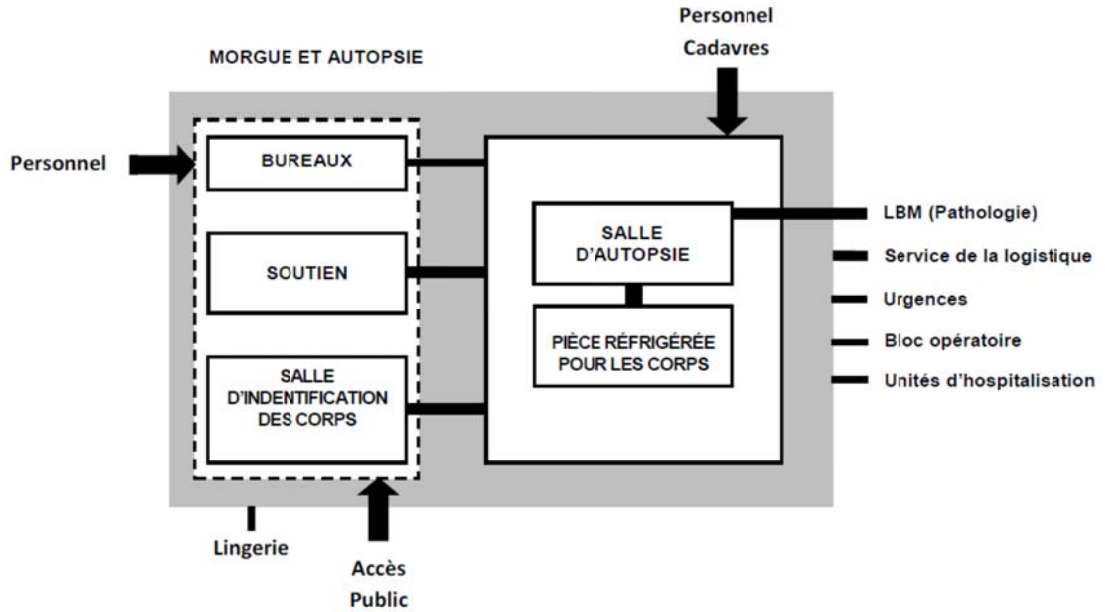 Personnel
Cadavres
MORGUE ET AUTOPSIE
Personnel
BUREAUX
SOUTIEN
SALLE
D'INDENTIFICATION
DES CORPS
SALLE
D'AUTOPSIE
PIÈCE RÉFRIGÉRÉE
POUR LES CORPS
LBM (Pathologie)
Service de la logistique
Urgences
Bloc opératoire
Unités d'hospitalisation
Lingerie
Accès
Public